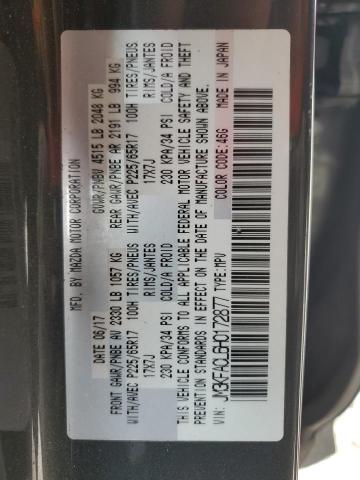 MFD. BY MAZDA MOTOR CORPORATION
DATE 06/17 GVWR/PNBV 4515 LB 2048 KG
FRONT GAWR/PNBE AV 2330 LB 1057 KG REAR GAWR/PNBE AR 2191 LB 994 KG
WITH/AVEC P225/65R17 100H TIRES/PNEUS WITH/AVEC P225/65R17 100H TIRES/PNEUS
17X7J RIMS/JANTES 17X7J RIMS/JANTES
230 KPA/34 PSI COLD/A FROID 230 KPA/34 PSI COLD/A FROID
THIS VEHICLE CONFORMS TO ALL APPLICABLE FEDERAL MOTOR VEHICLE SAFETY AND THEFT
PREVENTION STANDARDS IN EFFECT ON THE DATE OF MANUFACTURE SHOWN ABOVE.
JM3KFACL6H0172877 TYPE:MPV COLOR CODE:46G MADE IN JAPAN
VIN: